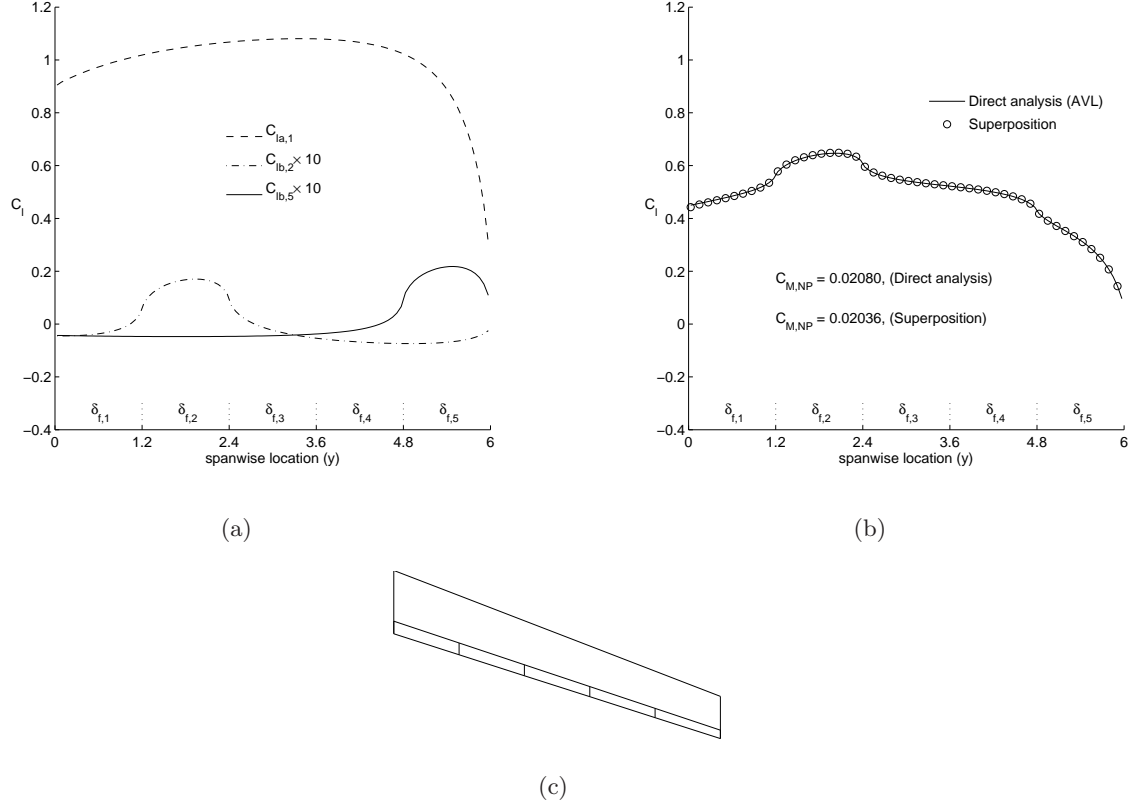 1.2
1
0.8
0.6
0.4
0.2
0
−0.2
−0.4
C_l
C_la,1
C_lb,2 × 10
C_lb,5 × 10
δ_f,1 δ_f,2 δ_f,3 δ_f,4 δ_f,5
0 1.2 2.4 3.6 4.8 6
spanwise location (y)
(a)
1.2
1
0.8
0.6
0.4
0.2
0
−0.2
−0.4
C_l
Direct analysis (AVL)
Superposition
C_M,NP = 0.02080, (Direct analysis)
C_M,NP = 0.02036, (Superposition)
δ_f,1 δ_f,2 δ_f,3 δ_f,4 δ_f,5
0 1.2 2.4 3.6 4.8 6
spanwise location (y)
(b)
(c)